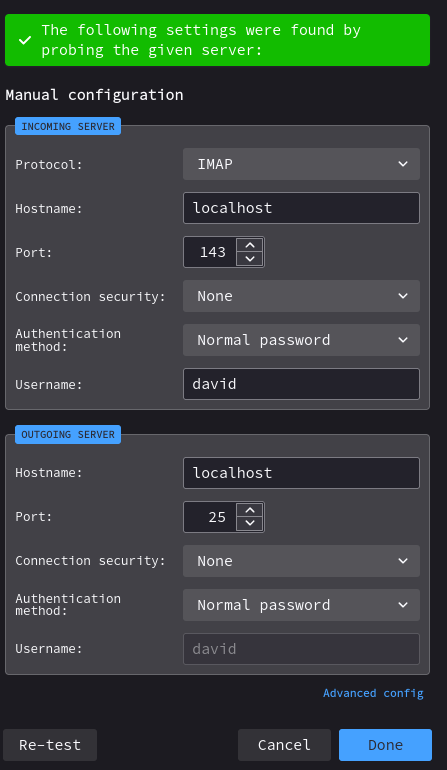 The following settings were found by
probing the given server:
Manual configuration
INCOMING SERVER
Protocol: IMAP
Hostname: localhost
Port: 143
Connection security: None
Authentication
method: Normal password
Username: david
OUTGOING SERVER
Hostname: localhost
Port: 25
Connection security: None
Authentication
method: Normal password
Username: david
Advanced config
Re-test Cancel Done